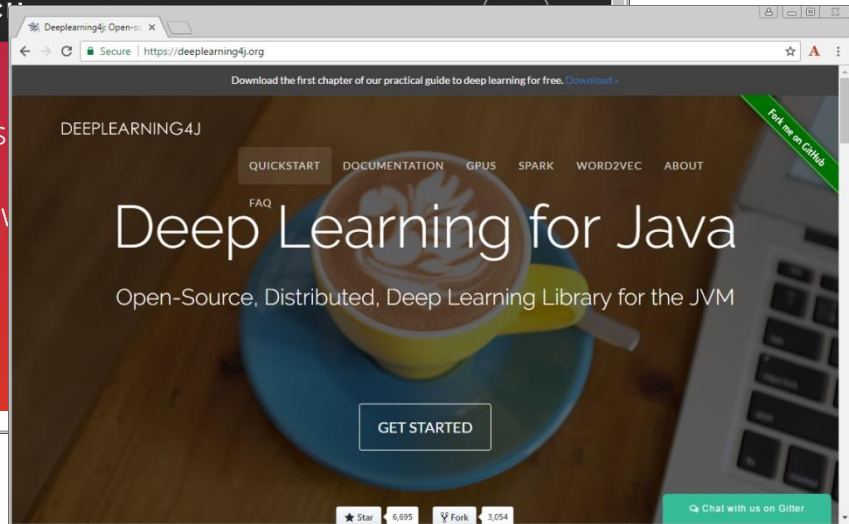 Deeplearning4j: Open-sc
Secure | https://deeplearning4j.org
A
Download the first chapter of our practical guide to deep learning for free. Download »
DEEPLEARNING4J
Fork me on GitHub
QUICKSTART DOCUMENTATION GPUS SPARK WORD2VEC ABOUT
FAQ
Deep Learning for Java
Open-Source, Distributed, Deep Learning Library for the JVM
GET STARTED
Star 6,695 Fork 3,054
Chat with us on Gitter